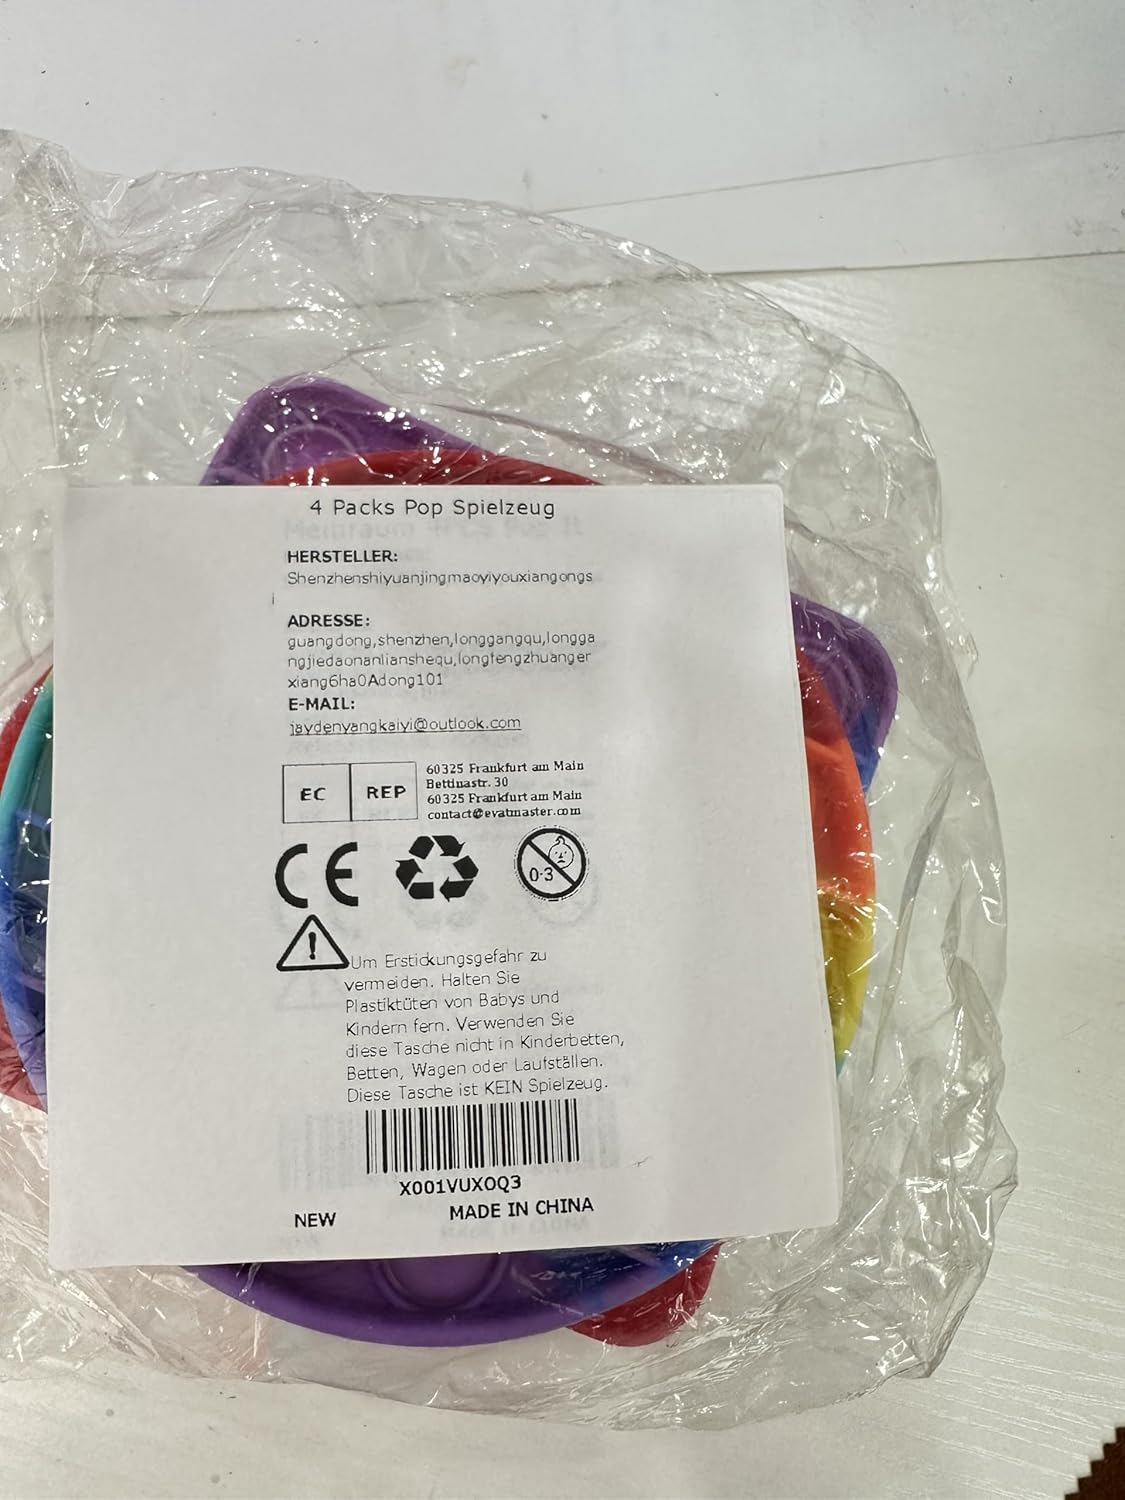 4 Packs Pop Spielzeug
HERSTELLER:
Shenzhenshiyuanjingmaoyiyouxiangongs
ADRESSE:
guangdong,shenzhen,longgangqu,longga
ngjiedaonanlianshequ,longtengzhuanger
xiang6ha0Adong101
E-MAIL:
jaydenyangkaiyi@outlook.com
EC REP
60325 Frankfurt am Main
Bettinastr. 30
60325 Frankfurt am Main
contact@evatmaster.com
CE
0-3
Um Erstickungsgefahr zu
vermeiden. Halten Sie
Plastiktüten von Babys und
Kindern fern. Verwenden Sie
diese Tasche nicht in Kinderbetten,
Betten, Wagen oder Laufställen.
Diese Tasche ist KEIN Spielzeug.
X001VUXOQ3
NEW MADE IN CHINA